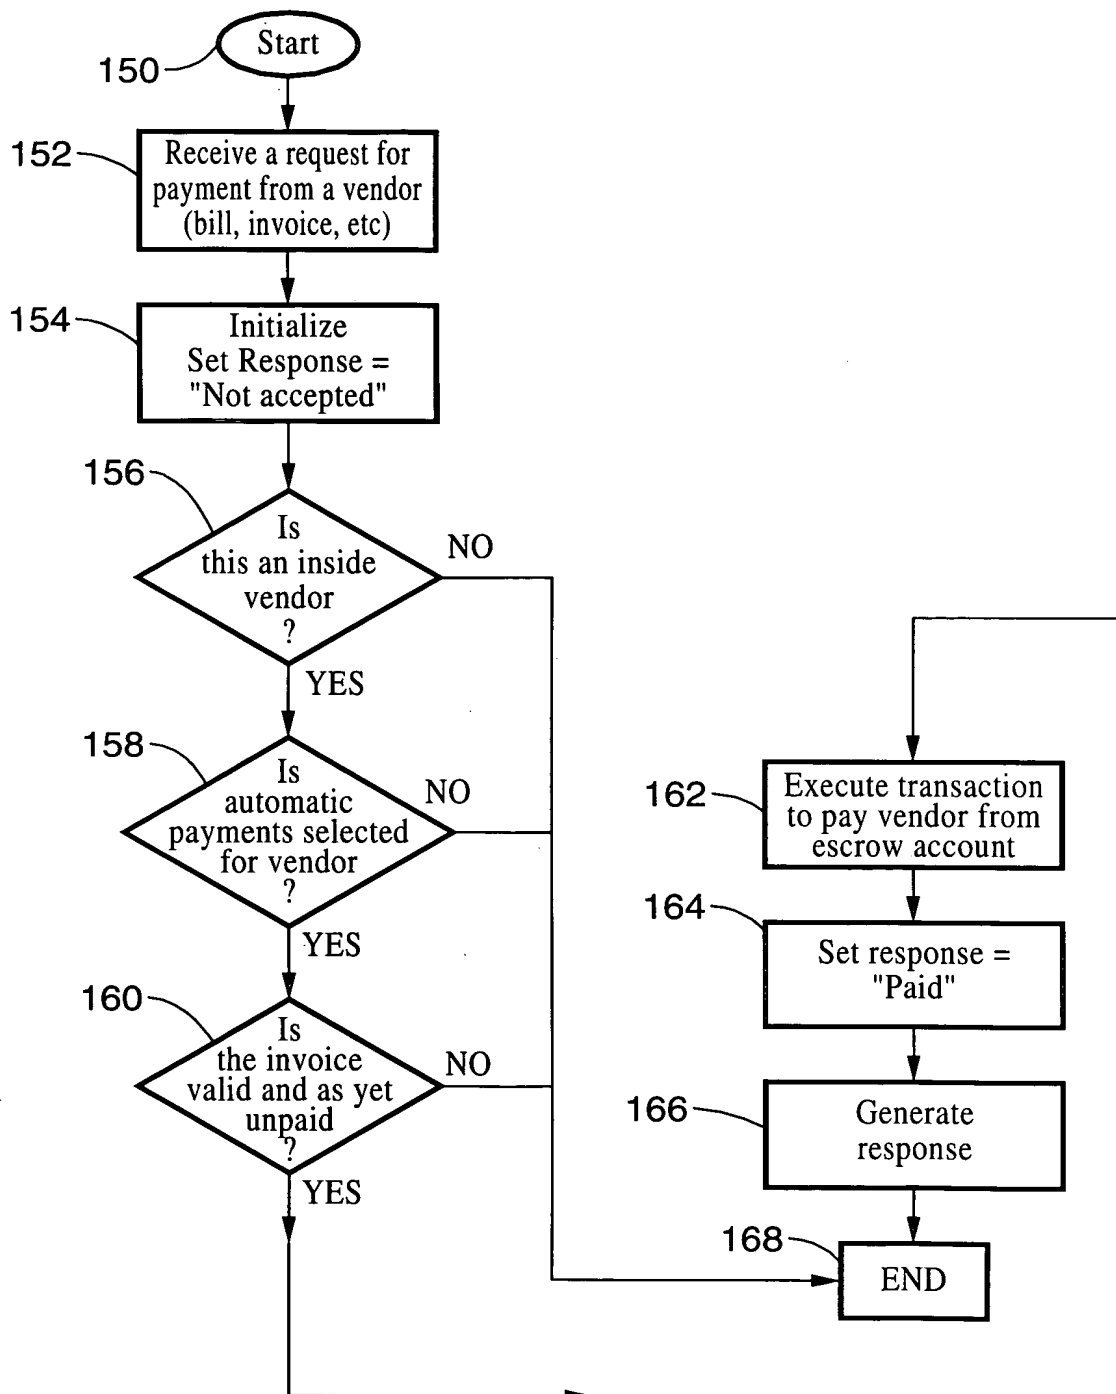 Start
150
152
Receive a request for
payment from a vendor
(bill, invoice, etc)
154
Initialize
Set Response =
"Not accepted"
156
Is
this an inside
vendor
?
NO
YES
158
Is
automatic
payments selected
for vendor
?
NO
YES
160
Is
the invoice
valid and as yet
unpaid
?
NO
YES
162
Execute transaction
to pay vendor from
escrow account
164
Set response =
"Paid"
166
Generate
response
168
END